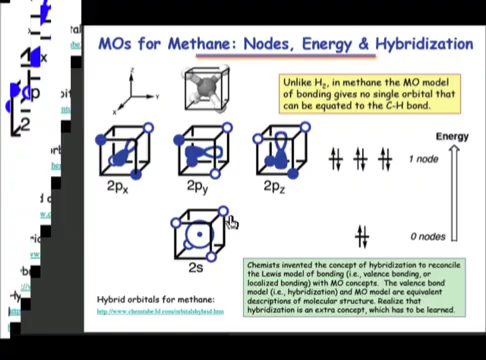 MOs for Methane: Nodes, Energy & Hybridization
Z
Y
X
Unlike H2, in methane the MO model
of bonding gives no single orbital that
can be equated to the C-H bond.
Energy
1 node
2px
2py
2pz
0 nodes
2s
Chemists invented the concept of hybridization to reconcile
the Lewis model of bonding (i.e., valence bonding, or
localized bonding) with MO concepts. The valence bond
model (i.e., hybridization) and MO model are equivalent
descriptions of molecular structure. Realize that
hybridization is an extra concept, which has to be learned.
Hybrid orbitals for methane: